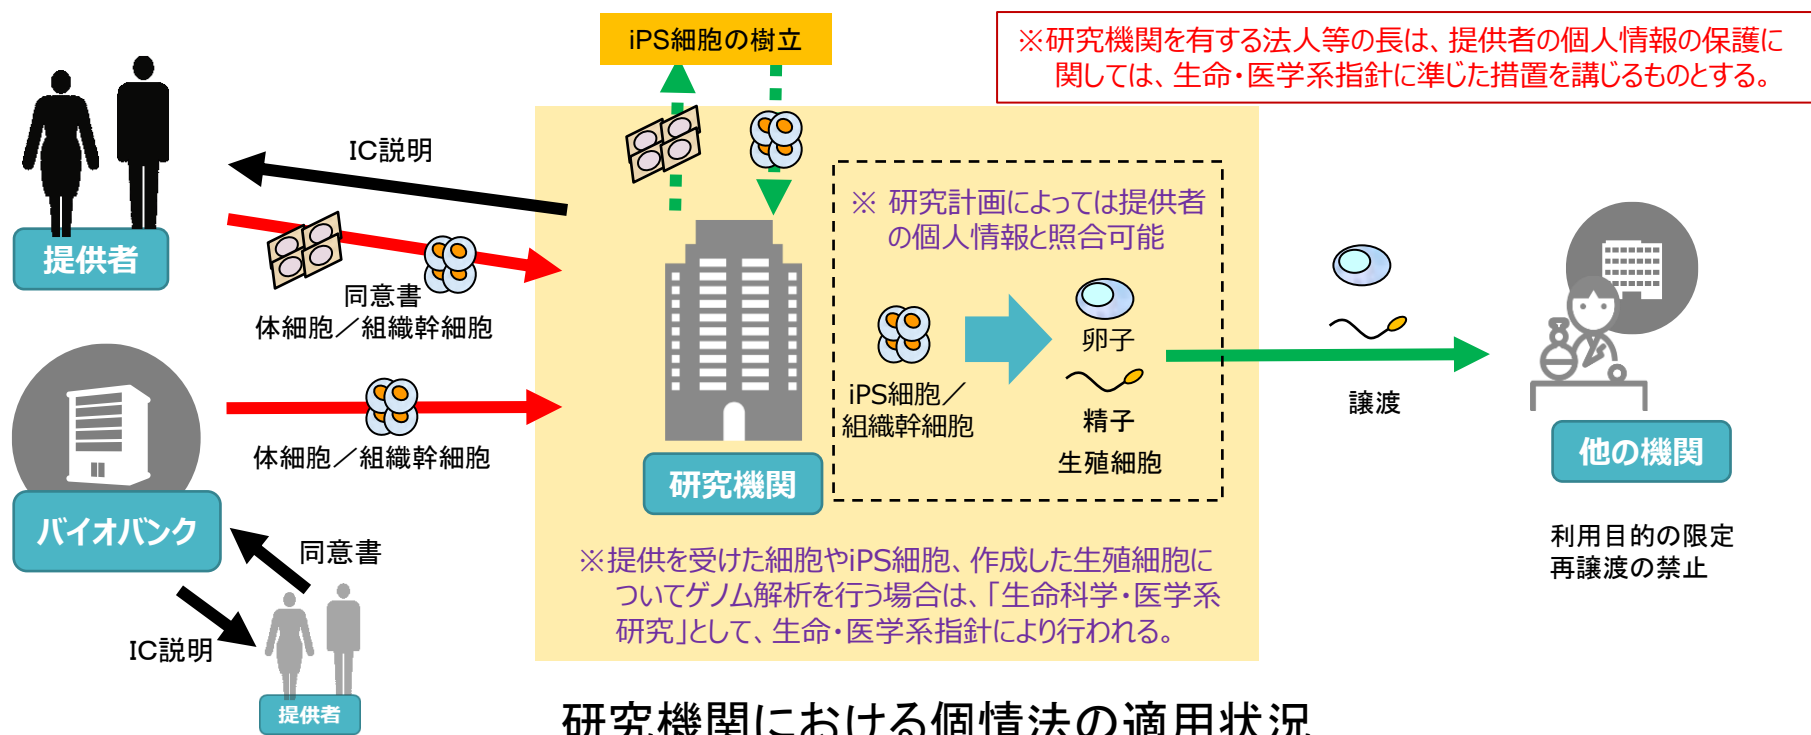 iPS細胞の樹立
※研究機関を有する法人等の長は、提供者の個人情報の保護に
関しては、生命・医学系指針に準じた措置を講じるものとする。
IC説明
提供者
同意書
体細胞／組織幹細胞
※ 研究計画によっては提供者
の個人情報と照合可能
卵子
iPS細胞／
組織幹細胞
精子
生殖細胞
研究機関
譲渡
他の機関
利用目的の限定
再譲渡の禁止
体細胞／組織幹細胞
バイオバンク
同意書
IC説明
提供者
※提供を受けた細胞やiPS細胞、作成した生殖細胞に
ついてゲノム解析を行う場合は、「生命科学・医学系
研究」として、生命・医学系指針により行われる。
研究機関における個情法の適用状況